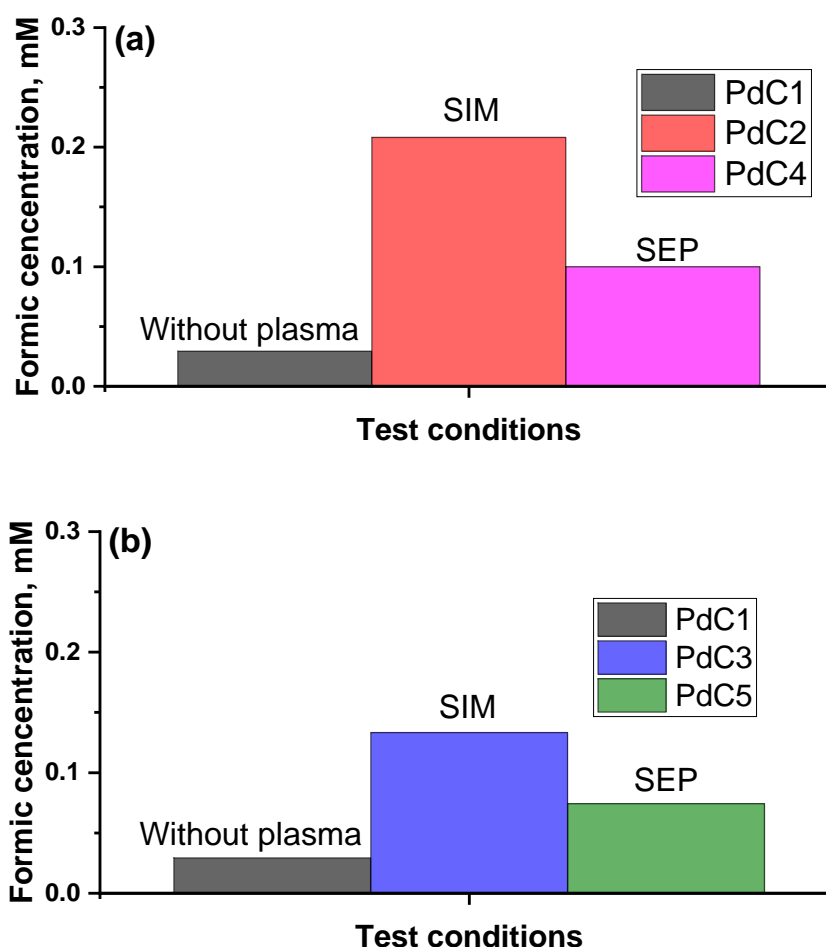 0.3
(a)
PdC1
PdC2
PdC4
SIM
0.2
SEP
0.1
Without plasma
0.0
Formic cencentration, mM
Test conditions
0.3
(b)
PdC1
PdC3
PdC5
0.2
SIM
SEP
0.1
Without plasma
0.0
Formic cencentration, mM
Test conditions